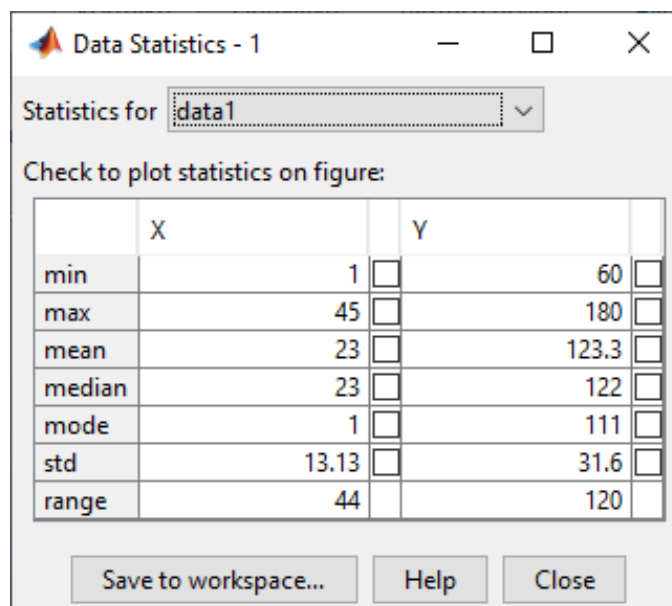 Data Statistics - 1
Statistics for data1
Check to plot statistics on figure:
X Y
min 1 60
max 45 180
mean 23 123.3
median 23 122
mode 1 111
std 13.13 31.6
range 44 120
Save to workspace... Help Close